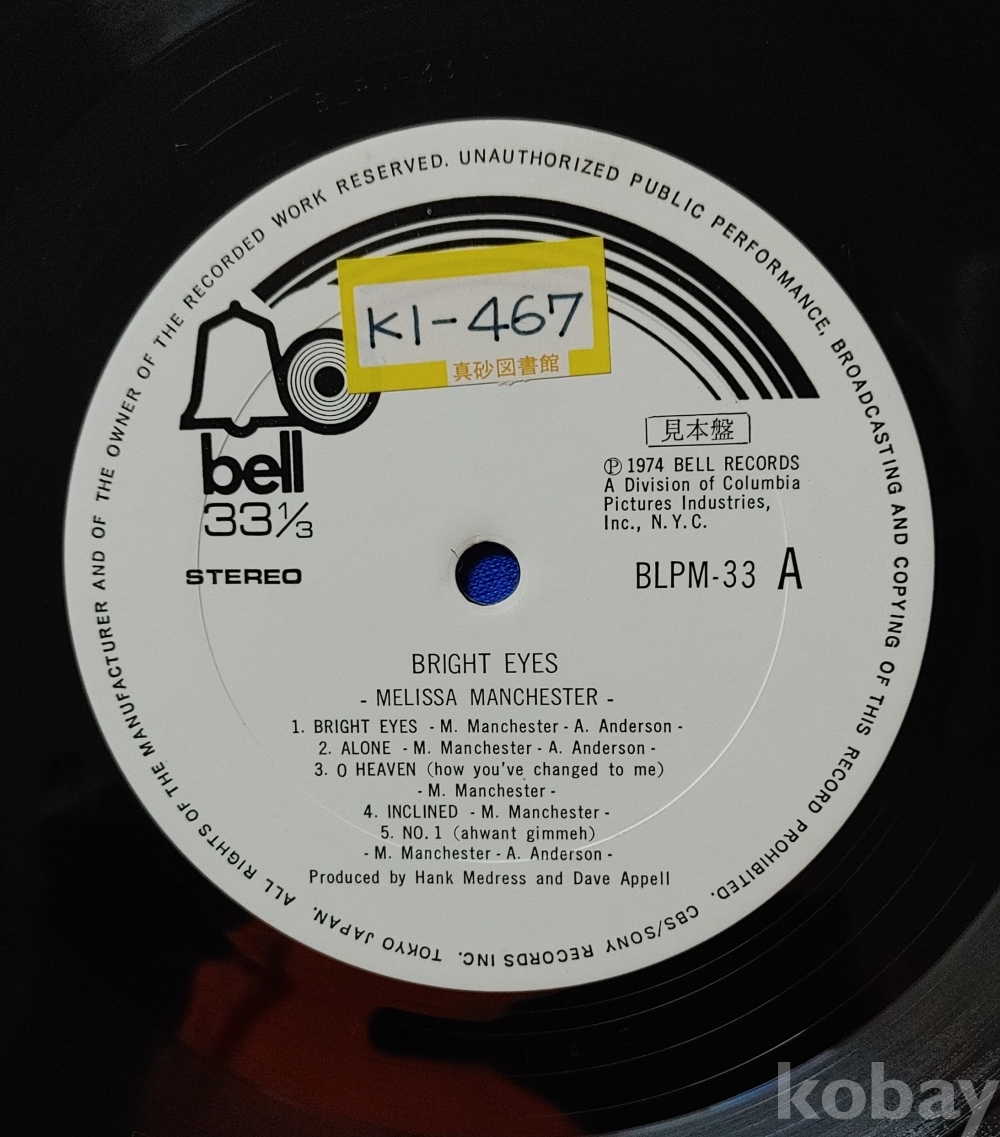 ALL RIGHTS OF THE MANUFACTURER AND OF THE OWNER OF THE RECORDED WORK RESERVED. UNAUTHORIZED PUBLIC PERFORMANCE, BROADCASTING AND COPYING OF THIS RECORD PROHIBITED. CBS/SONY RECORDS INC. TOKYO JAPAN.
K1-467
真砂図書館
bell
33 1/3
STEREO
見本盤
Ⓟ 1974 BELL RECORDS
A Division of Columbia
Pictures Industries,
Inc., N.Y.C.
BLPM-33 A
BRIGHT EYES
- MELISSA MANCHESTER -
1. BRIGHT EYES - M. Manchester - A. Anderson -
2. ALONE - M. Manchester - A. Anderson -
3. O HEAVEN (how you've changed to me)
- M. Manchester -
4. INCLINED - M. Manchester -
5. NO. 1 (ahwant gimmeh)
- M. Manchester - A. Anderson -
Produced by Hank Medress and Dave Appell
kobay